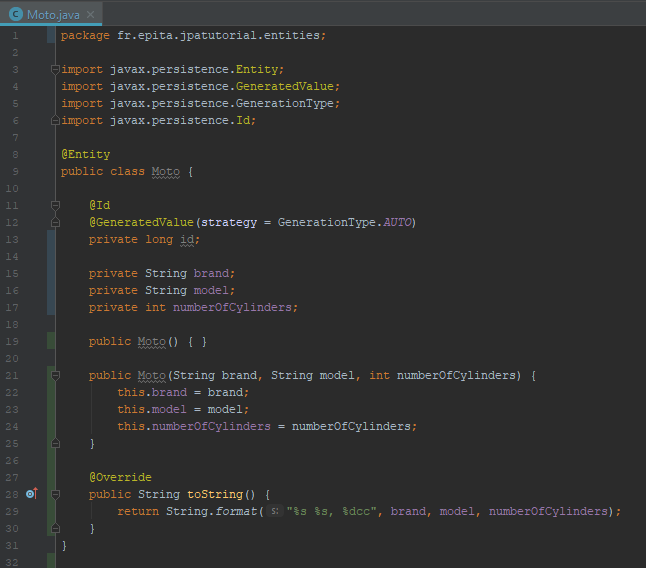 Moto.java
1 package fr.epita.jpatutorial.entities;
2
3 import javax.persistence.Entity;
4 import javax.persistence.GeneratedValue;
5 import javax.persistence.GenerationType;
6 import javax.persistence.Id;
7
8 @Entity
9 public class Moto {
10
11 @Id
12 @GeneratedValue(strategy = GenerationType.AUTO)
13 private long id;
14
15 private String brand;
16 private String model;
17 private int numberOfCylinders;
18
19 public Moto() { }
20
21 public Moto(String brand, String model, int numberOfCylinders) {
22 this.brand = brand;
23 this.model = model;
24 this.numberOfCylinders = numberOfCylinders;
25 }
26
27 @Override
28 public String toString() {
29 return String.format( s: "%s %s, %dcc", brand, model, numberOfCylinders);
30 }
31 }
32